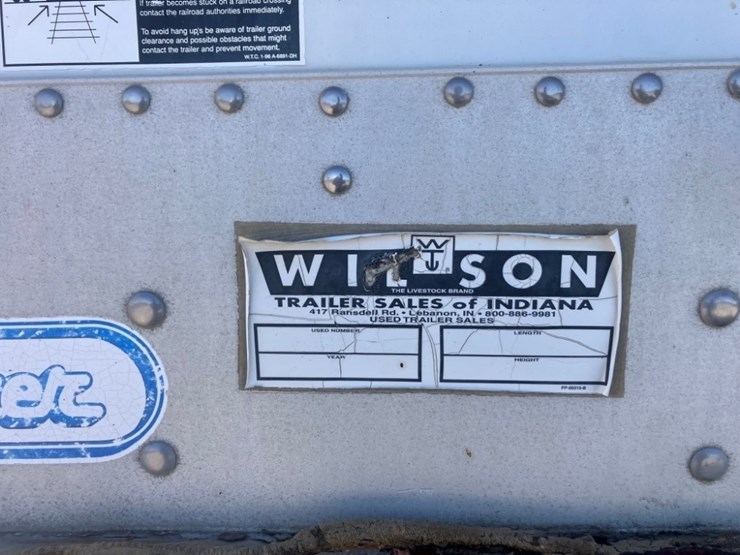 if trailer becomes stuck on a railroad crossing
contact the railroad authorities immediately.
To avoid hang up's be aware of trailer ground
clearance and possible obstacles that might
contact the trailer and prevent movement.
W.T.C. 1-98
WILSON
THE LIVESTOCK BRAND
TRAILER SALES of INDIANA
417 Ransdell Rd. • Lebanon, IN • 800-886-9981
USED TRAILER SALES
USED NUMBER
LENGTH
YEAR
HEIGHT
er